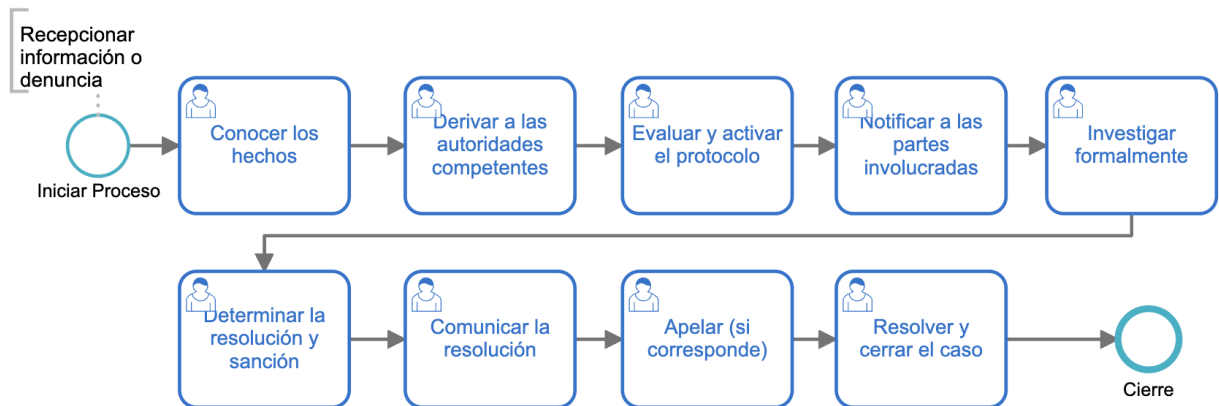 Recepcionar
información o
denuncia
Iniciar Proceso
Conocer los
hechos
Derivar a las
autoridades
competentes
Evaluar y activar
el protocolo
Notificar a las
partes
involucradas
Investigar
formalmente
Determinar la
resolución y
sanción
Comunicar la
resolución
Apelar (si
corresponde)
Resolver y
cerrar el caso
Cierre